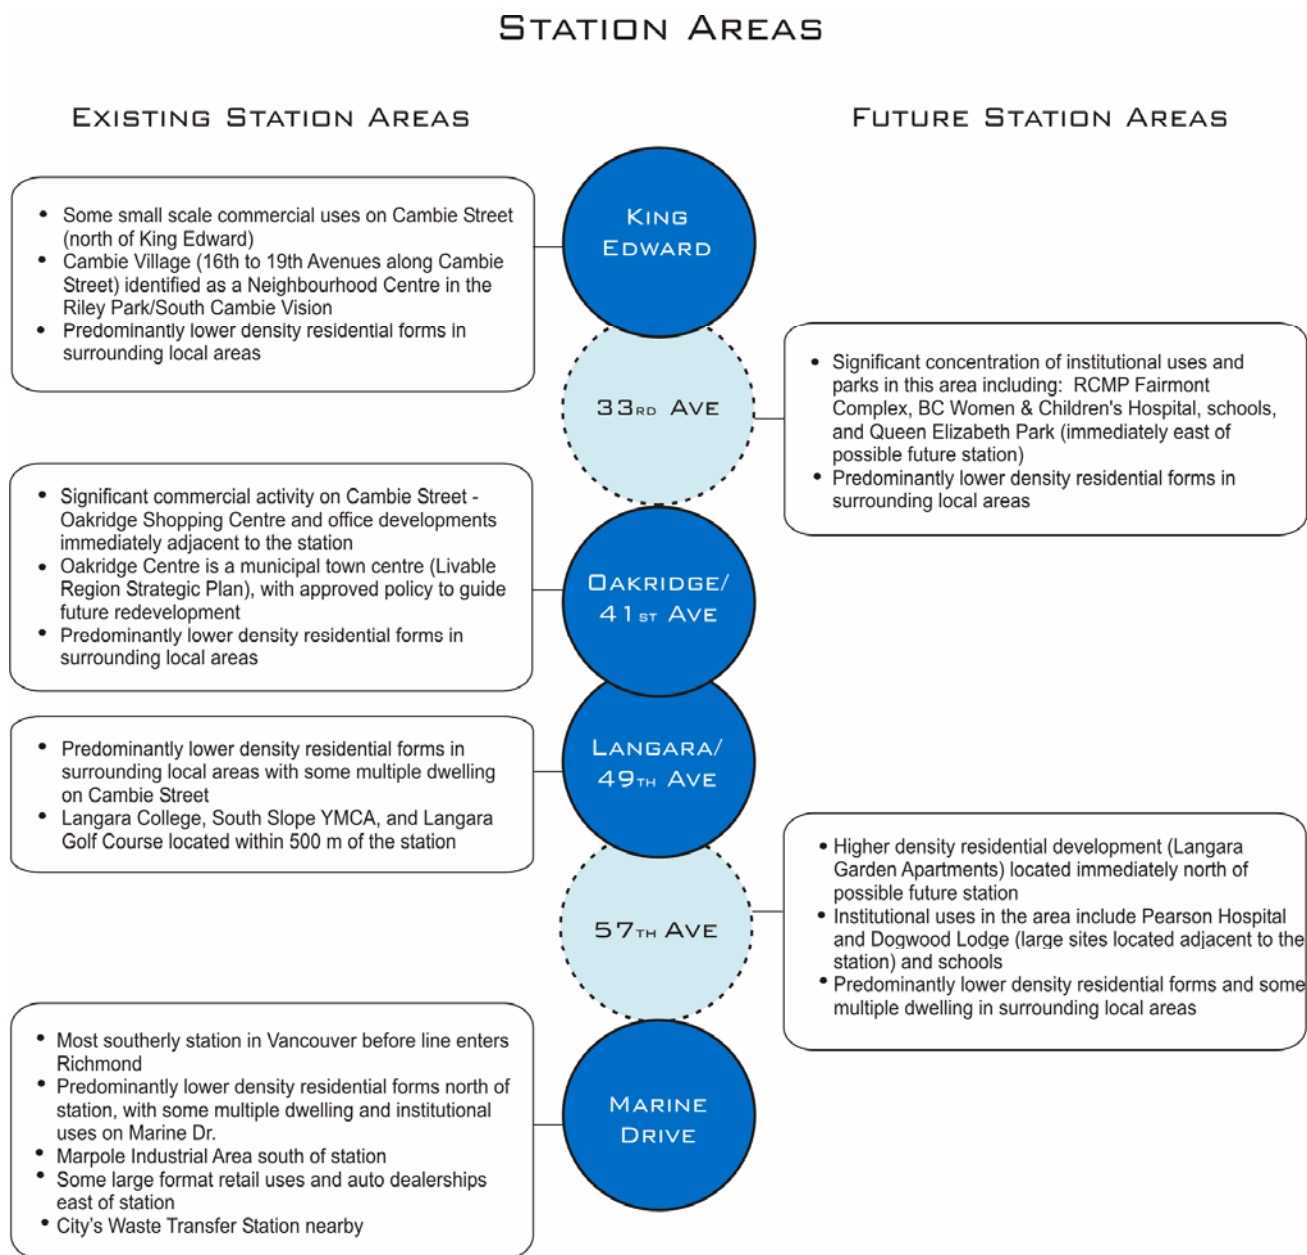 STATION AREAS
EXISTING STATION AREAS
FUTURE STATION AREAS
KING
EDWARD
• Some small scale commercial uses on Cambie Street
(north of King Edward)
• Cambie Village (16th to 19th Avenues along Cambie
Street) identified as a Neighbourhood Centre in the
Riley Park/South Cambie Vision
• Predominantly lower density residential forms in
surrounding local areas
33RD AVE
• Significant concentration of institutional uses and
parks in this area including: RCMP Fairmont
Complex, BC Women & Children's Hospital, schools,
and Queen Elizabeth Park (immediately east of
possible future station)
• Predominantly lower density residential forms in
surrounding local areas
• Significant commercial activity on Cambie Street -
Oakridge Shopping Centre and office developments
immediately adjacent to the station
• Oakridge Centre is a municipal town centre (Livable
Region Strategic Plan), with approved policy to guide
future redevelopment
• Predominantly lower density residential forms in
surrounding local areas
OAKRIDGE/
41ST AVE
• Predominantly lower density residential forms in
surrounding local areas with some multiple dwelling
on Cambie Street
• Langara College, South Slope YMCA, and Langara
Golf Course located within 500 m of the station
LANGARA/
49TH AVE
57TH AVE
• Higher density residential development (Langara
Garden Apartments) located immediately north of
possible future station
• Institutional uses in the area include Pearson Hospital
and Dogwood Lodge (large sites located adjacent to the
station) and schools
• Predominantly lower density residential forms and some
multiple dwelling in surrounding local areas
• Most southerly station in Vancouver before line enters
Richmond
• Predominantly lower density residential forms north of
station, with some multiple dwelling and institutional
uses on Marine Dr.
• Marpole Industrial Area south of station
• Some large format retail uses and auto dealerships
east of station
• City's Waste Transfer Station nearby
MARINE
DRIVE